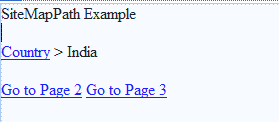 SiteMapPath Example
Country > India
Go to Page 2 Go to Page 3